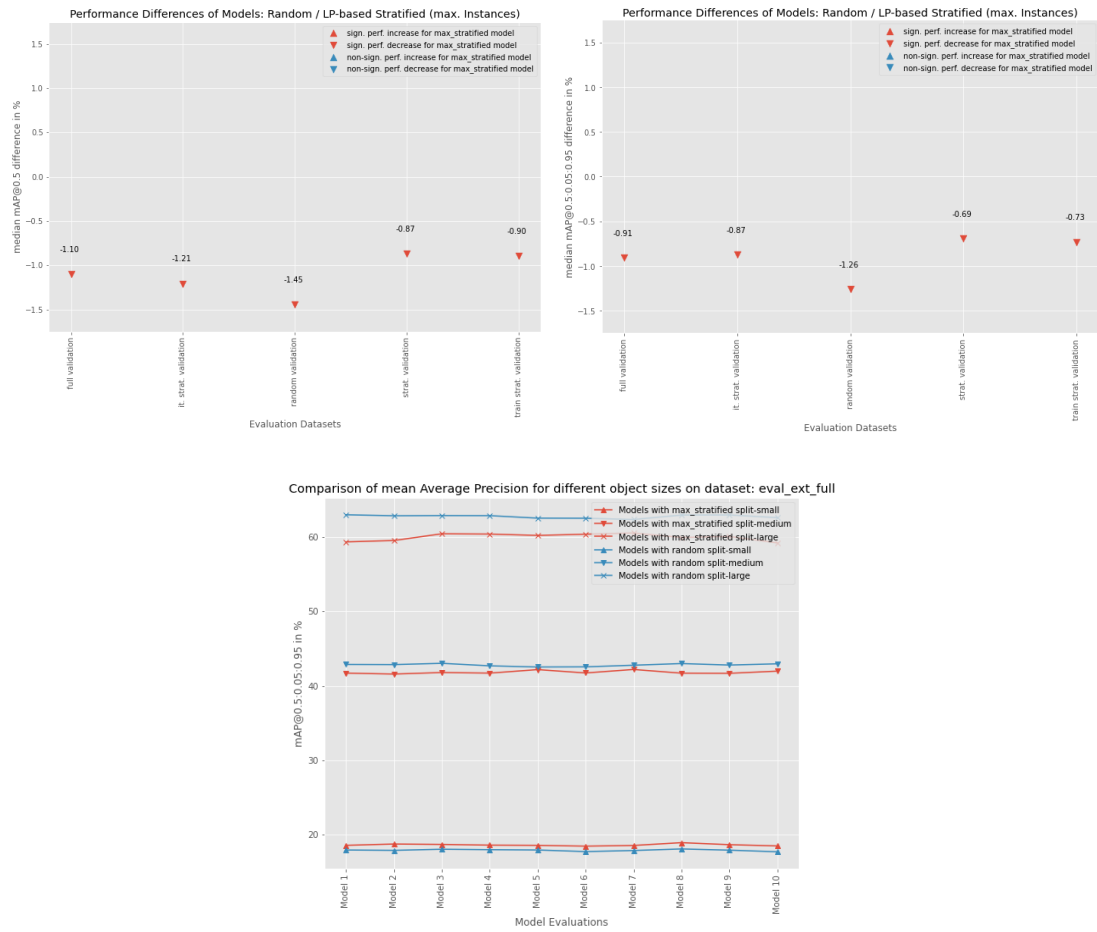 Performance Differences of Models: Random / LP-based Stratified (max. Instances)
sign. perf. increase for max_stratified model
sign. perf. decrease for max_stratified model
non-sign. perf. increase for max_stratified model
non-sign. perf. decrease for max_stratified model
median mAP@0.5 difference in %
1.5
1.0
0.5
0.0
−0.5
−1.0
−1.5
-1.10
-1.21
-1.45
-0.87
-0.90
full validation
it. strat. validation
random validation
strat. validation
train strat. validation
Evaluation Datasets
Performance Differences of Models: Random / LP-based Stratified (max. Instances)
sign. perf. increase for max_stratified model
sign. perf. decrease for max_stratified model
non-sign. perf. increase for max_stratified model
non-sign. perf. decrease for max_stratified model
median mAP@0.5:0.05:0.95 difference in %
1.5
1.0
0.5
0.0
−0.5
−1.0
−1.5
-0.91
-0.87
-1.26
-0.69
-0.73
full validation
it. strat. validation
random validation
strat. validation
train strat. validation
Evaluation Datasets
Comparison of mean Average Precision for different object sizes on dataset: eval_ext_full
Models with max_stratified split-small
Models with max_stratified split-medium
Models with max_stratified split-large
Models with random split-small
Models with random split-medium
Models with random split-large
mAP@0.5:0.05:0.95 in %
60
50
40
30
20
Model 1
Model 2
Model 3
Model 4
Model 5
Model 6
Model 7
Model 8
Model 9
Model 10
Model Evaluations